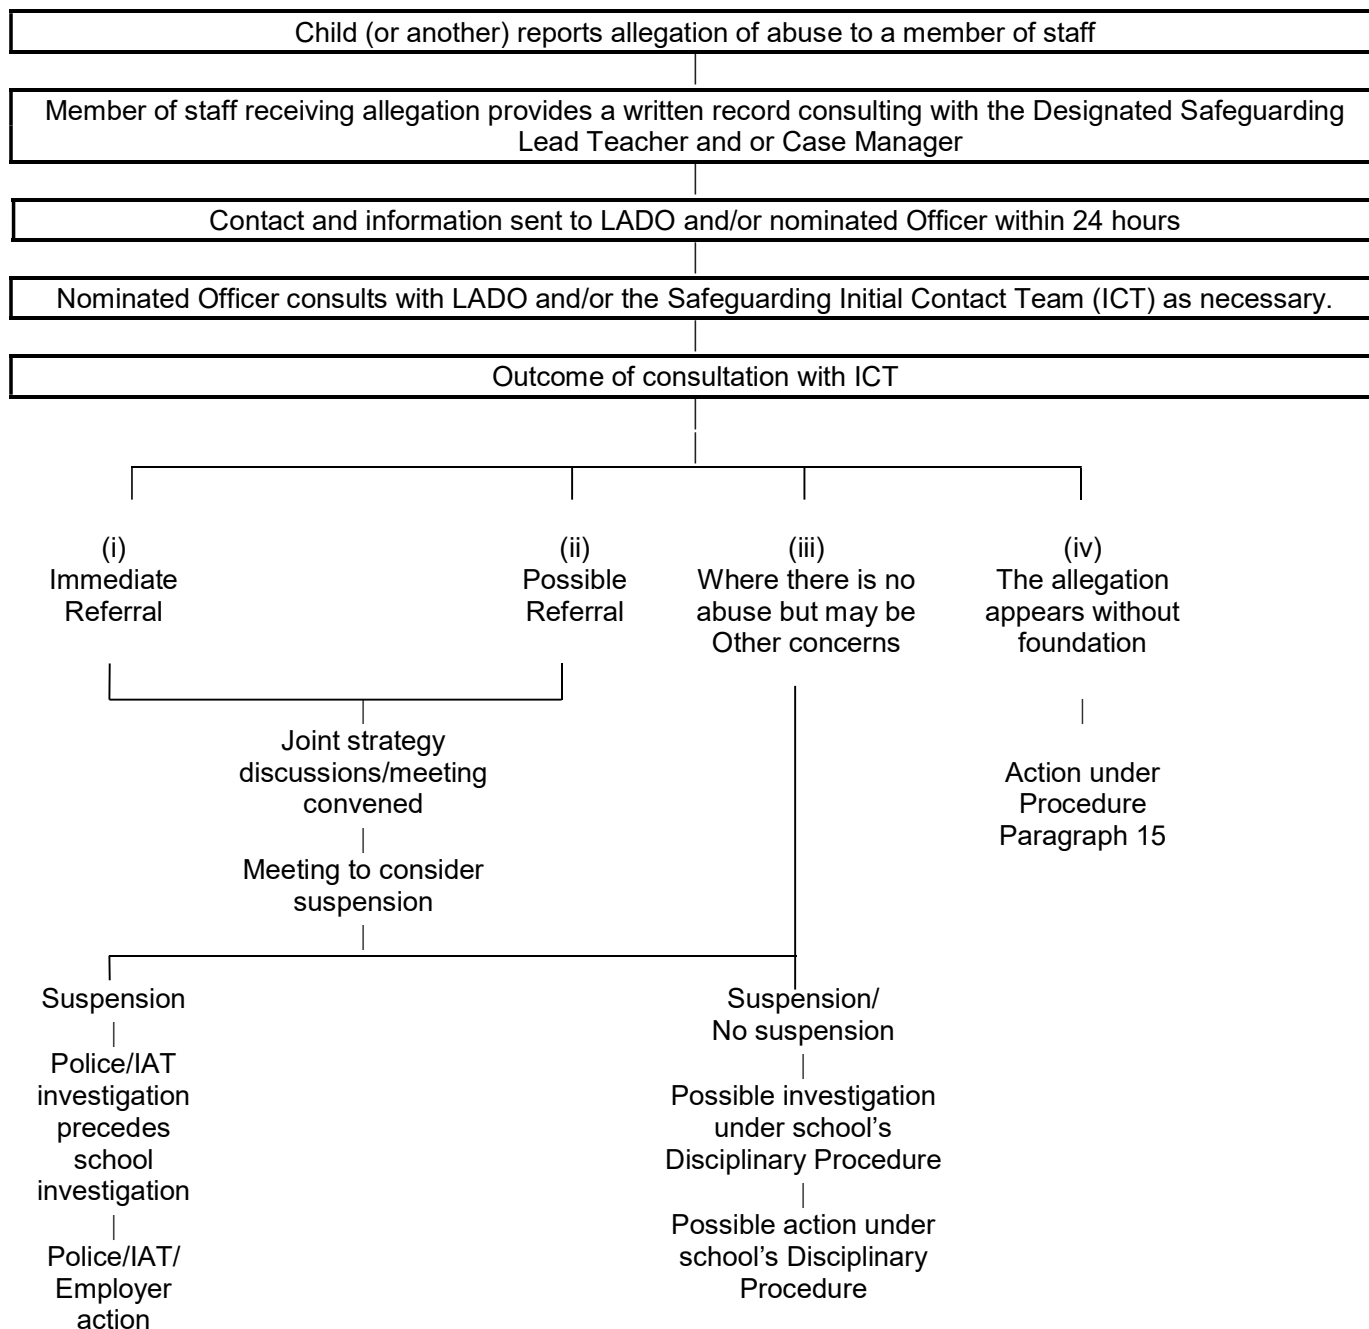 Child (or another) reports allegation of abuse to a member of staff
Member of staff receiving allegation provides a written record consulting with the Designated Safeguarding
Lead Teacher and or Case Manager
Contact and information sent to LADO and/or nominated Officer within 24 hours
Nominated Officer consults with LADO and/or the Safeguarding Initial Contact Team (ICT) as necessary.
Outcome of consultation with ICT
(i)
Immediate
Referral
(ii)
Possible
Referral
(iii)
Where there is no
abuse but may be
Other concerns
(iv)
The allegation
appears without
foundation
Joint strategy
discussions/meeting
convened
Meeting to consider
suspension
Action under
Procedure
Paragraph 15
Suspension
Police/IAT
investigation
precedes
school
investigation
Police/IAT/
Employer
action
Suspension/
No suspension
Possible investigation
under school’s
Disciplinary Procedure
Possible action under
school’s Disciplinary
Procedure